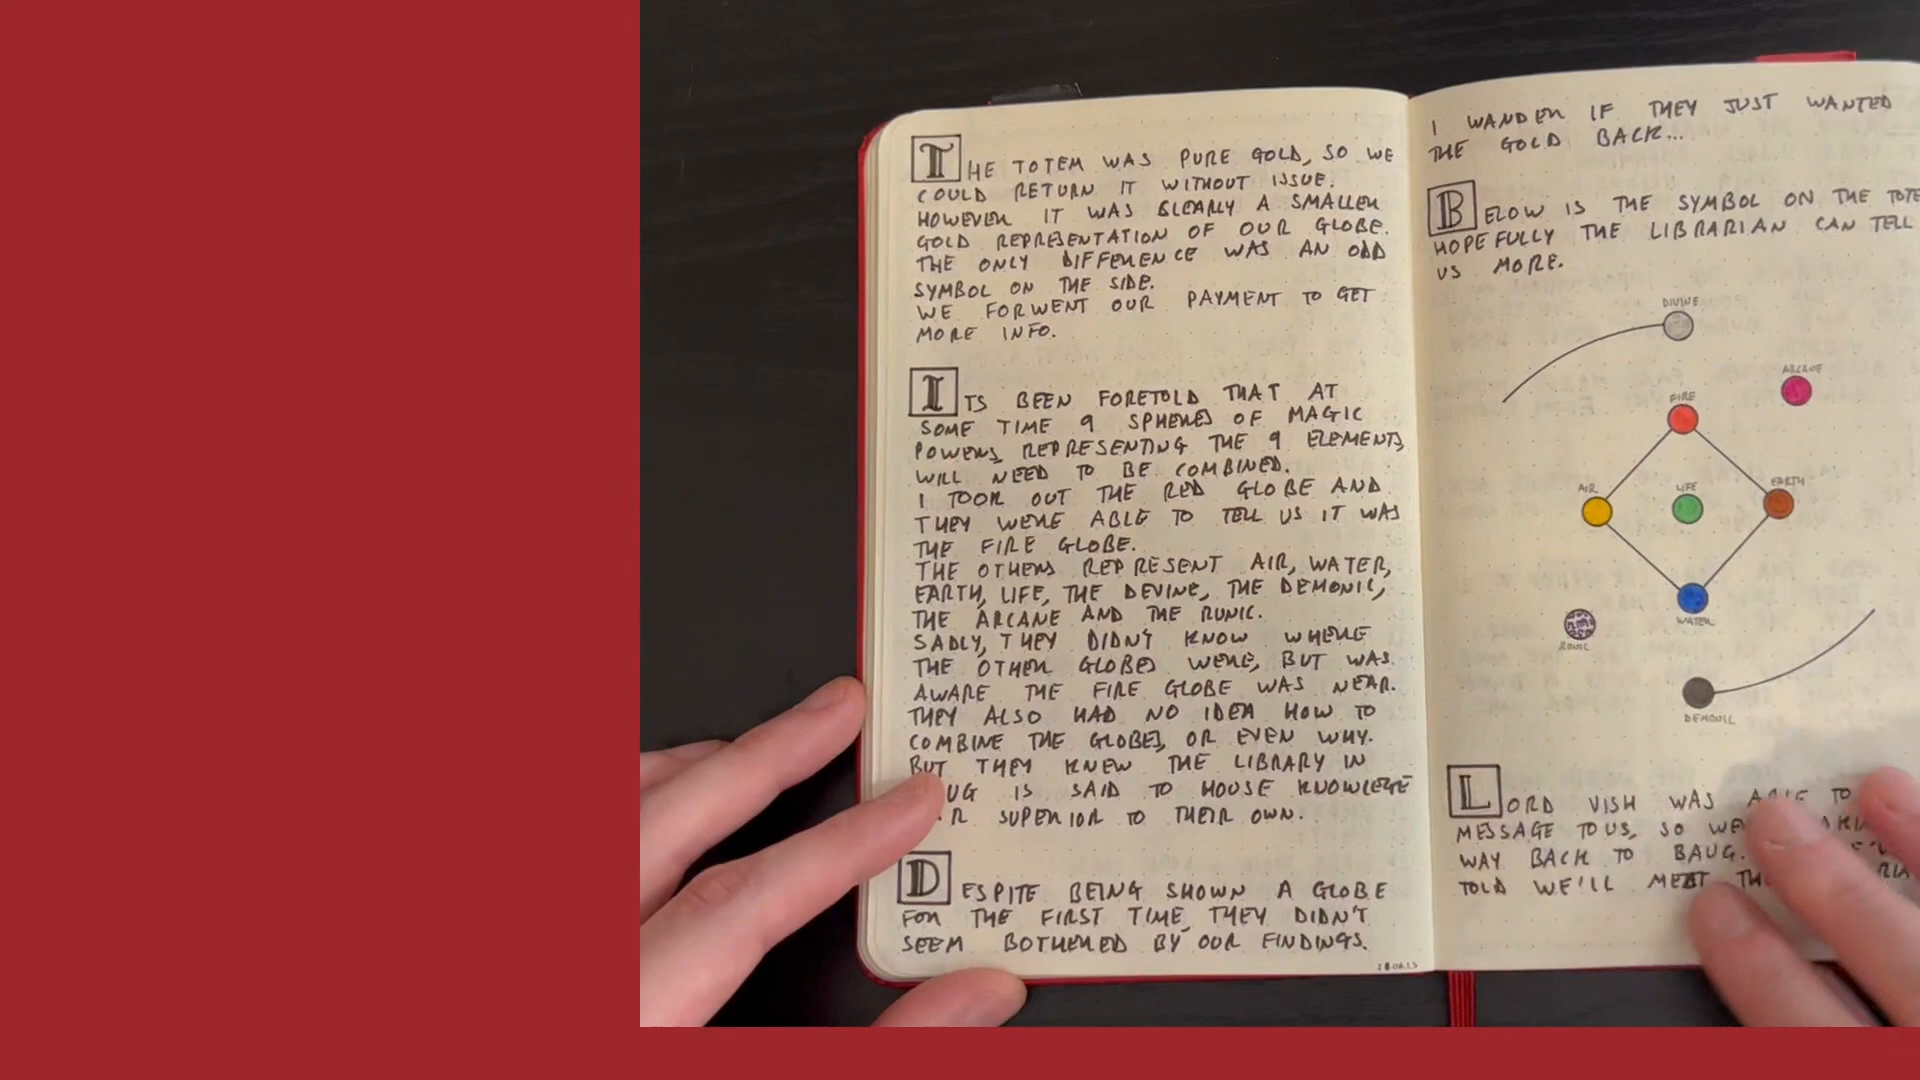 THE TOTEM WAS PURE GOLD, SO WE
COULD RETURN IT WITHOUT ISSUE.
HOWEVER IT WAS CLEARLY A SMALLER
GOLD REPRESENTATION OF OUR GLOBE.
THE ONLY DIFFERENCE WAS AN ODD
SYMBOL ON THE SIDE.
WE FORWENT OUR PAYMENT TO GET
MORE INFO.
ITS BEEN FORETOLD THAT AT
SOME TIME 9 SPHERES OF MAGIC
POWERS, REPRESENTING THE 9 ELEMENTS,
WILL NEED TO BE COMBINED.
I TOOK OUT THE RED GLOBE AND
THEY WERE ABLE TO TELL US IT WAS
THE FIRE GLOBE.
THE OTHERS REPRESENT AIR, WATER,
EARTH, LIFE, THE DEVINE, THE DEMONIC,
THE ARCANE AND THE RUNIC.
SADLY, THEY DIDN'T KNOW WHERE
THE OTHER GLOBES WERE, BUT WAS
AWARE THE FIRE GLOBE WAS NEAR.
THEY ALSO HAD NO IDEA HOW TO
COMBINE THE GLOBES, OR EVEN WHY.
BUT THEY KNEW THE LIBRARY IN
UG IS SAID TO HOUSE KNOWLEGE
R SUPERIOR TO THEIR OWN.
DESPITE BEING SHOWN A GLOBE
FOR THE FIRST TIME, THEY DIDN'T
SEEM BOTHERED BY OUR FINDINGS.
I WANDER IF THEY JUST WANTED
THE GOLD BACK...
BELOW IS THE SYMBOL ON THE TOTE
HOPEFULLY THE LIBRARIAN CAN TELL
US MORE.
DIVINE
ARCANE
FIRE
AIR
LIFE
EARTH
WATER
RUNIC
DEMONIC
LORD VISH WAS ABLE TO
MESSAGE TO US, SO WE
WAY BACK TO BAUG.
TOLD WE'LL MEET